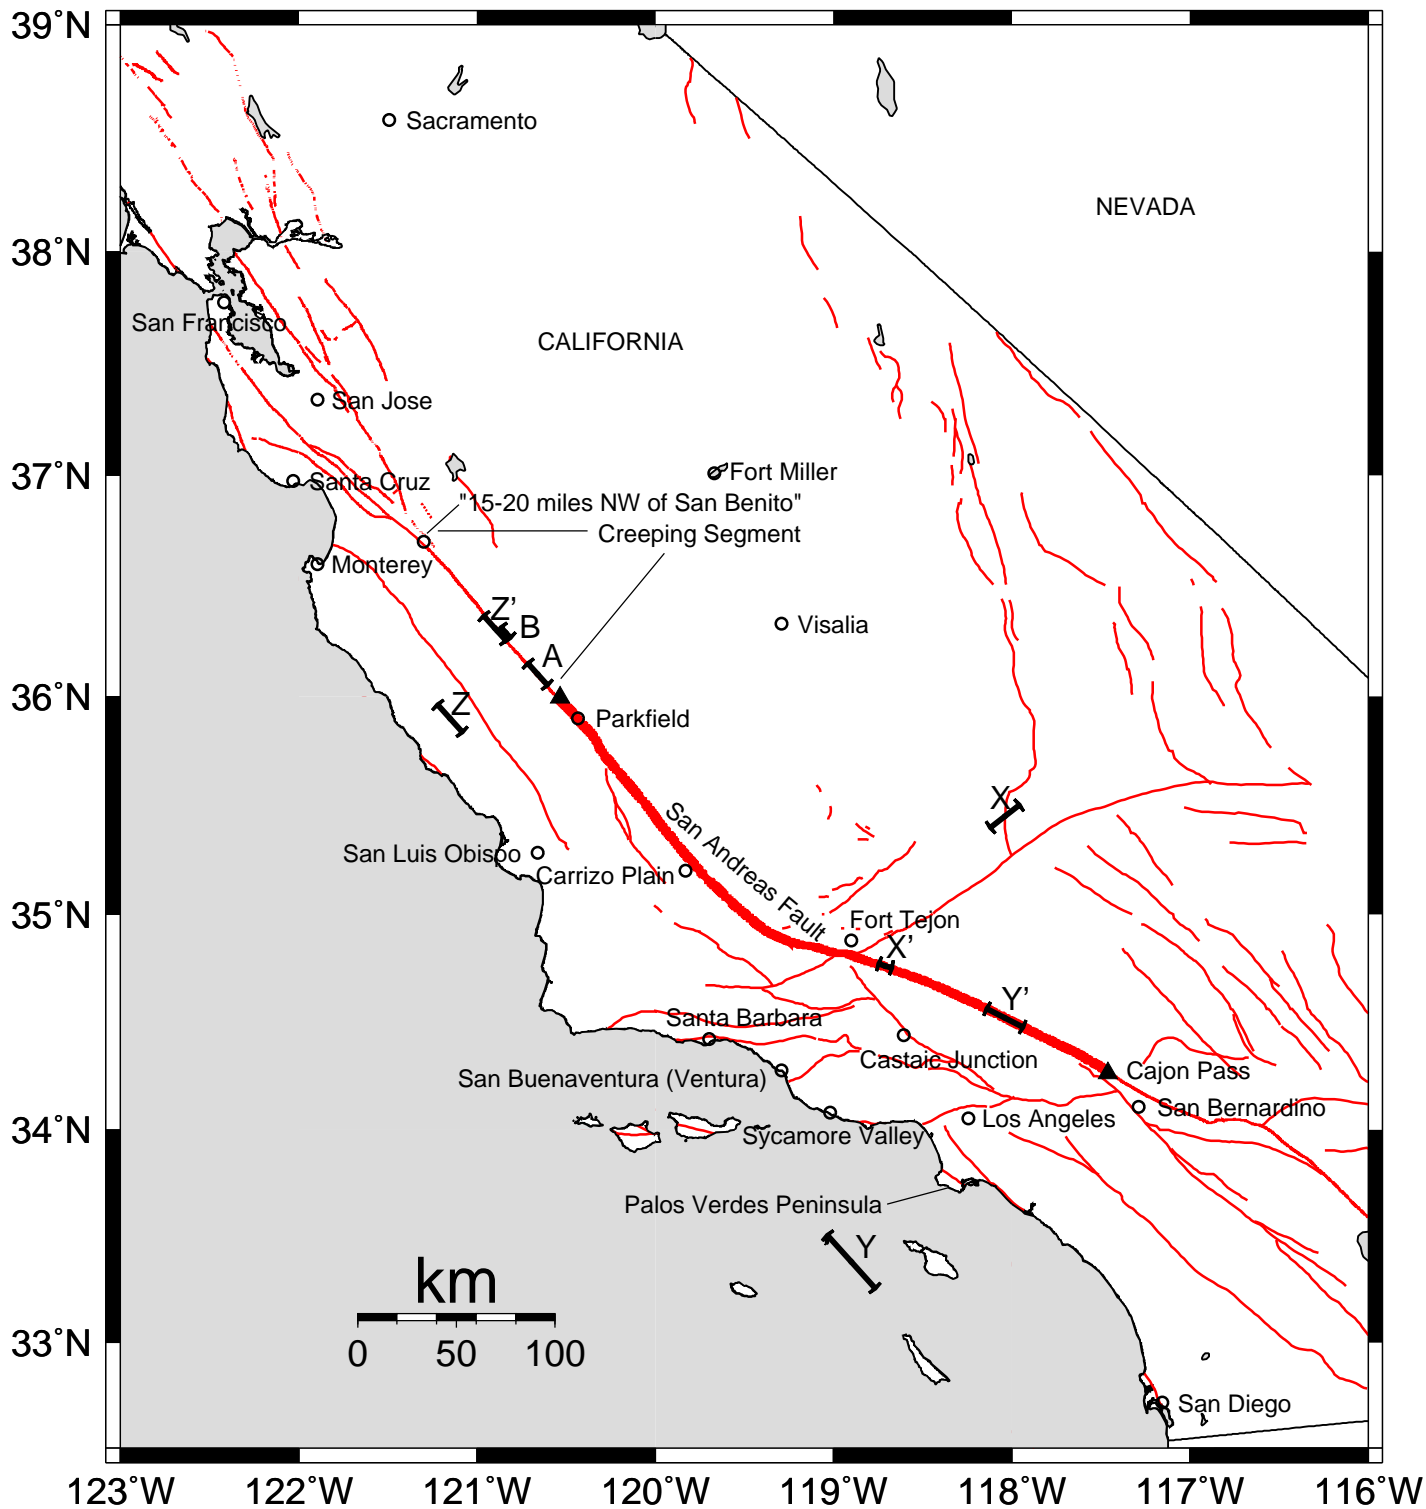 39°N
Sacramento
NEVADA
38°N
San Francisco
CALIFORNIA
San Jose
37°N
Fort Miller
Santa Cruz
"15-20 miles NW of San Benito"
Creeping Segment
Monterey
Z’
B
Visalia
A
36°N
Z
Parkfield
X
San Andreas Fault
San Luis Obispo
Carrizo Plain
35°N
Fort Tejon
X’
Y’
Santa Barbara
Castaic Junction
San Buenaventura (Ventura)
Cajon Pass
San Bernardino
34°N
Los Angeles
Sycamore Valley
Palos Verdes Peninsula
Y
km
33°N
0 50 100
San Diego
123°W 122°W 121°W 120°W 119°W 118°W 117°W 116°W